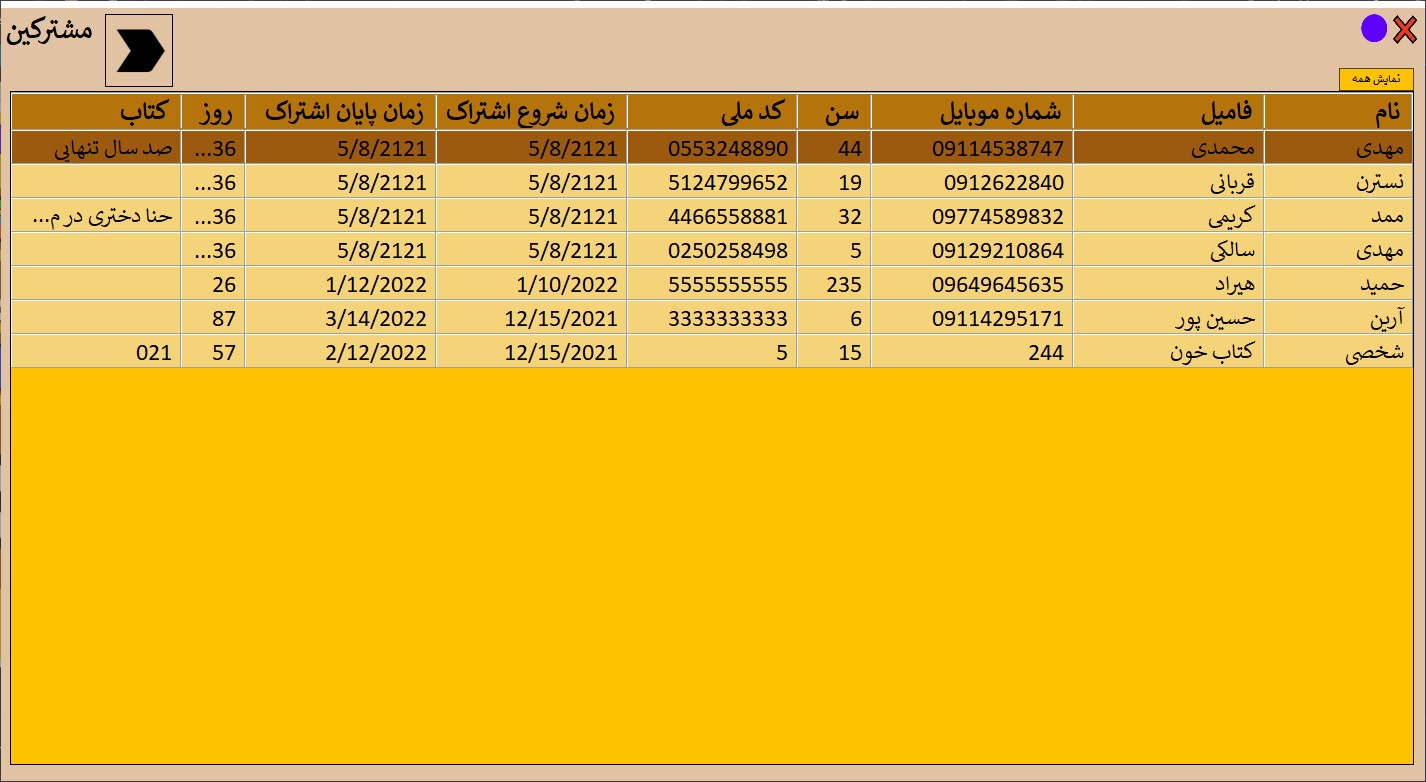 مشترکین
نمایش همه
نام فامیل شماره موبایل سن کد ملی زمان شروع اشتراک زمان پایان اشتراک روز کتاب
مهدی محمدی 09114538747 44 0553248890 5/8/2121 5/8/2121 36... صد سال تنهایی
نسترن قربانی 0912622840 19 5124799652 5/8/2121 5/8/2121 36...
ممد کریمی 09774589832 32 4466558881 5/8/2121 5/8/2121 36... حنا دختری در م...
مهدی سالکی 09129210864 5 0250258498 5/8/2121 5/8/2121 36...
حمید هیراد 09649645635 235 5555555555 1/10/2022 1/12/2022 26
آرین حسین پور 09114295171 6 3333333333 12/15/2021 3/14/2022 87
شخصی کتاب خون 244 15 5 12/15/2021 2/12/2022 57 021